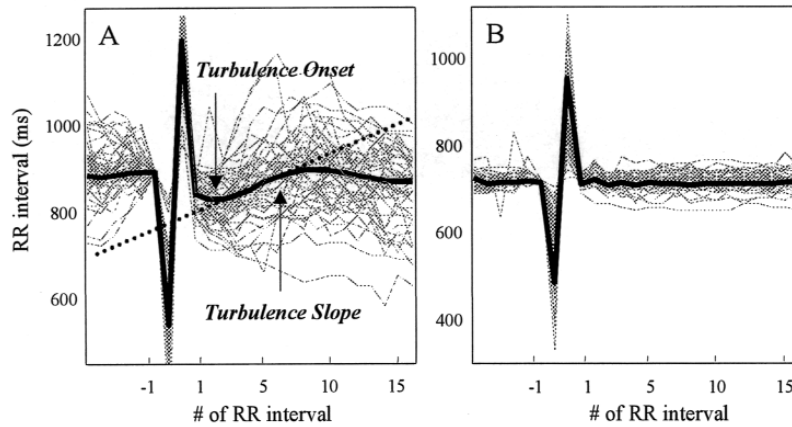 A
B
Turbulence Onset
Turbulence Slope
RR interval (ms)
1200
1000
800
600
-1
1
5
10
15
# of RR interval
1000
800
600
400
-1
1
5
10
15
# of RR interval